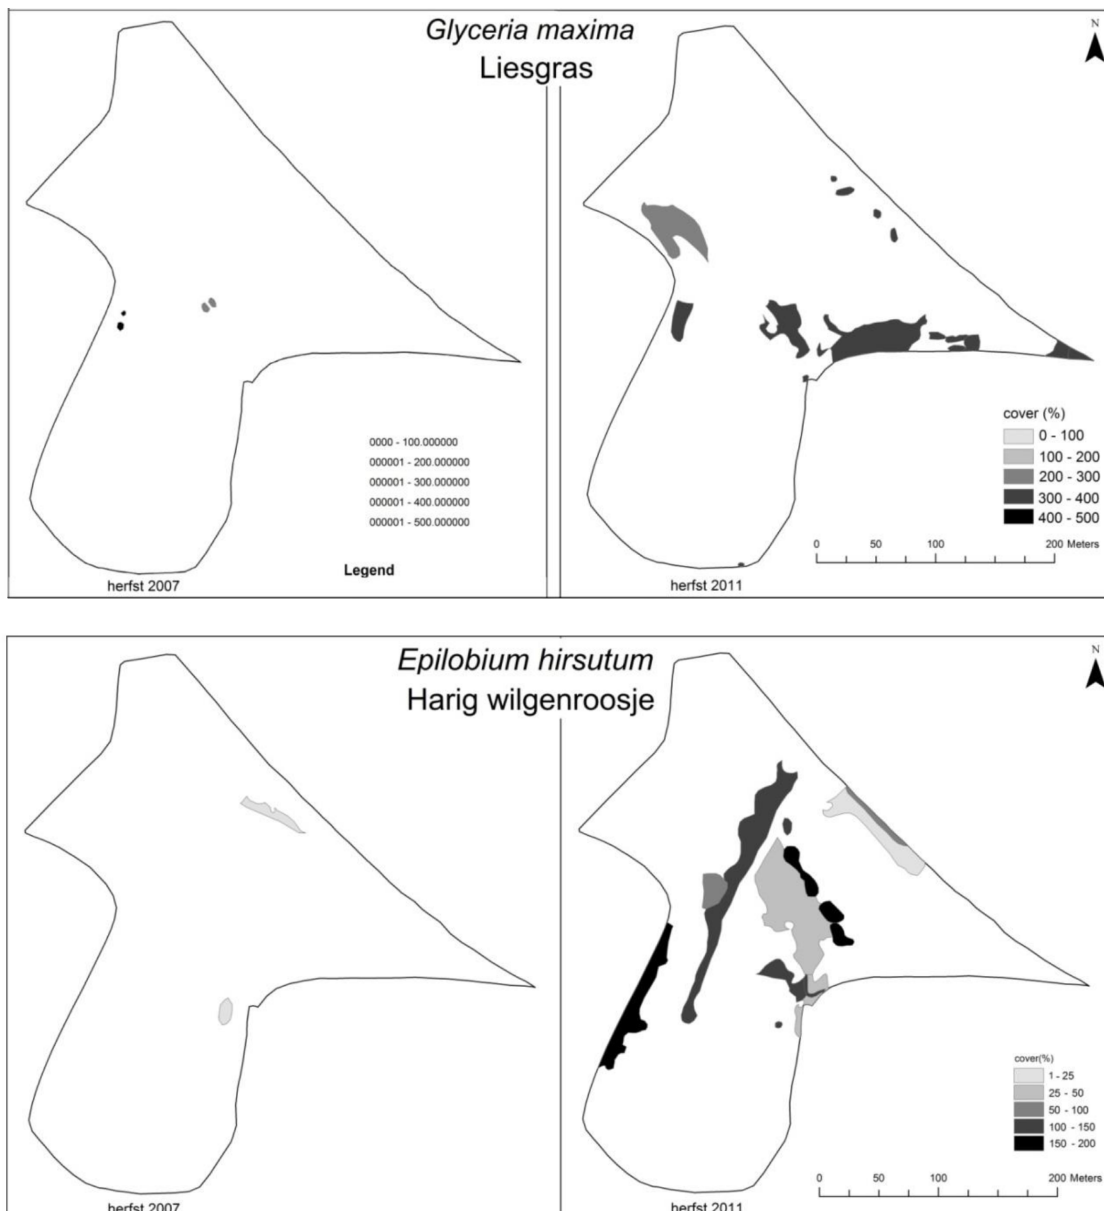 Glyceria maxima
Liesgras
N
0000 - 100.000000
000001 - 200.000000
000001 - 300.000000
000001 - 400.000000
000001 - 500.000000
Legend
herfst 2007
cover (%)
0 - 100
100 - 200
200 - 300
300 - 400
400 - 500
0 50 100 200 Meters
herfst 2011
Epilobium hirsutum
Harig wilgenroosje
N
herfst 2007
cover(%)
1 - 25
25 - 50
50 - 100
100 - 150
150 - 200
0 50 100 200 Meters
herfst 2011